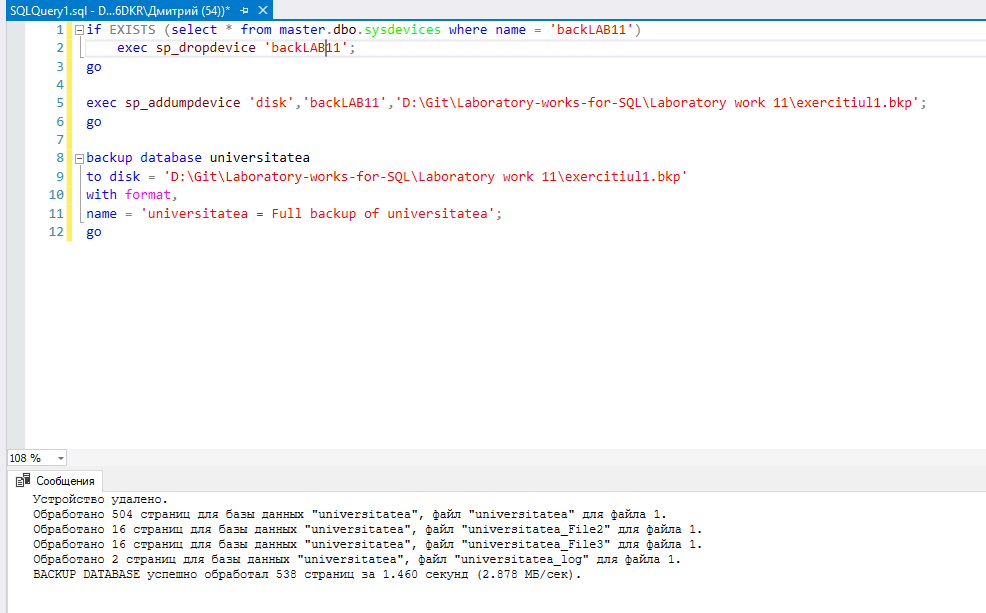 SQLQuery1.sql - D...6DKR\Дмитрий (54))*
1 if EXISTS (select * from master.dbo.sysdevices where name = 'backLAB11')
2 exec sp_dropdevice 'backLAB11';
3 go
4
5 exec sp_addumpdevice 'disk','backLAB11','D:\Git\Laboratory-works-for-SQL\Laboratory work 11\exercitiul1.bkp';
6 go
7
8 backup database universitatea
9 to disk = 'D:\Git\Laboratory-works-for-SQL\Laboratory work 11\exercitiul1.bkp'
10 with format,
11 name = 'universitatea = Full backup of universitatea';
12 go
108 %
Сообщения
Устройство удалено.
Обработано 504 страниц для базы данных "universitatea", файл "universitatea" для файла 1.
Обработано 16 страниц для базы данных "universitatea", файл "universitatea_File2" для файла 1.
Обработано 16 страниц для базы данных "universitatea", файл "universitatea_File3" для файла 1.
Обработано 2 страниц для базы данных "universitatea", файл "universitatea_log" для файла 1.
BACKUP DATABASE успешно обработал 538 страниц за 1.460 секунд (2.878 МБ/сек).